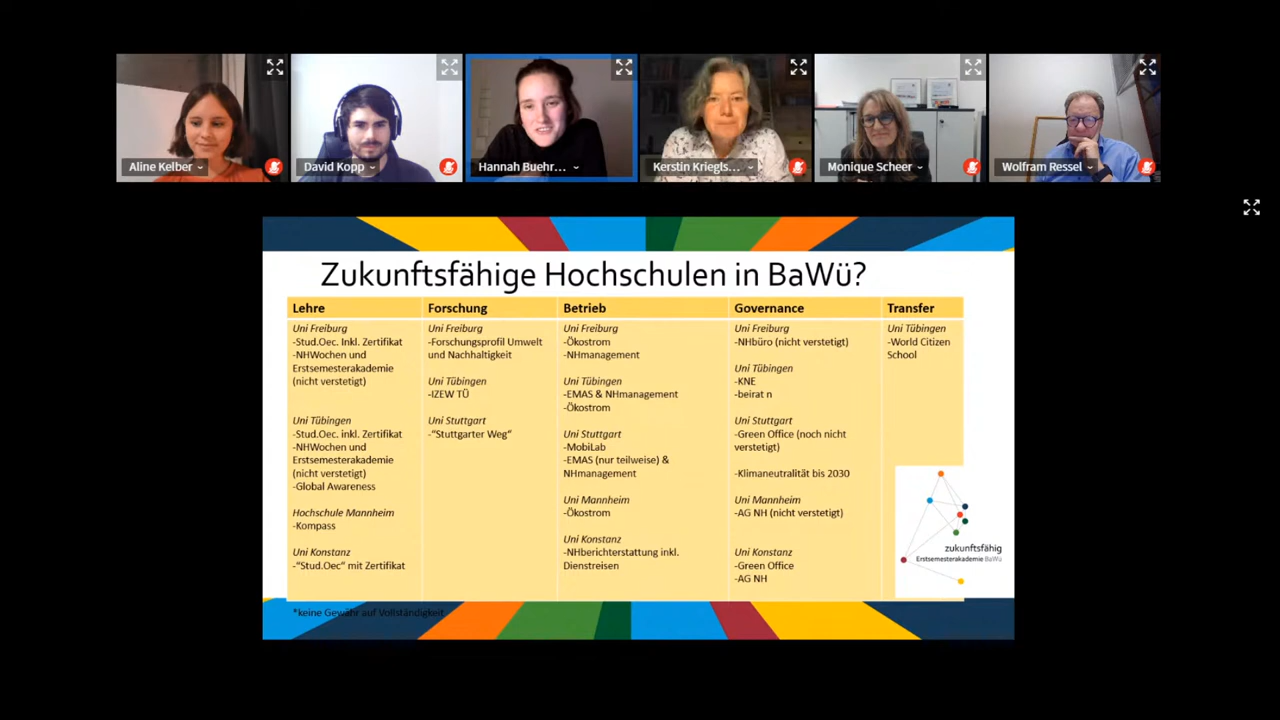 Aline Kelber
David Kopp
Hannah Buehr...
Kerstin Kriegls...
Monique Scheer
Wolfram Ressel
Zukunftsfähige Hochschulen in BaWü?
Lehre
Uni Freiburg
-Stud.Oec. Inkl. Zertifikat
-NHWochen und
Erstsemesterakademie
(nicht verstetigt)
Uni Tübingen
-Stud.Oec. inkl. Zertifikat
-NHWochen und
Erstsemesterakademie
(nicht verstetigt)
-Global Awareness
Hochschule Mannheim
-Kompass
Uni Konstanz
-"Stud.Oec" mit Zertifikat
Forschung
Uni Freiburg
-Forschungsprofil Umwelt
und Nachhaltigkeit
Uni Tübingen
-IZEW TÜ
Uni Stuttgart
-"Stuttgarter Weg"
Betrieb
Uni Freiburg
-Ökostrom
-NHmanagement
Uni Tübingen
-EMAS & NHmanagement
-Ökostrom
Uni Stuttgart
-MobiLab
-EMAS (nur teilweise) &
NHmanagement
Uni Mannheim
-Ökostrom
Uni Konstanz
-NHberichterstattung inkl.
Dienstreisen
Governance
Uni Freiburg
-NHbüro (nicht verstetigt)
Uni Tübingen
-KNE
-beirat n
Uni Stuttgart
-Green Office (noch nicht
verstetigt)
-Klimaneutralität bis 2030
Uni Mannheim
-AG NH (nicht verstetigt)
Uni Konstanz
-Green Office
-AG NH
Transfer
Uni Tübingen
-World Citizen
School
zukunftsfähig
Erstsemesterakademie BaWü
*keine Gewähr auf Vollständigkeit